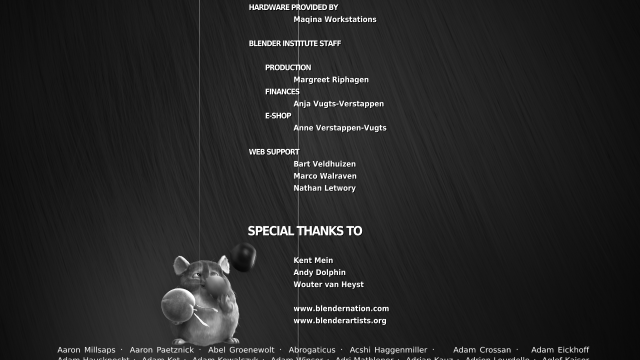 HARDWARE PROVIDED BY
Maqina Workstations
BLENDER INSTITUTE STAFF
PRODUCTION
Margreet Riphagen
FINANCES
Anja Vugts-Verstappen
E-SHOP
Anne Verstappen-Vugts
WEB SUPPORT
Bart Veldhuizen
Marco Walraven
Nathan Letwory
SPECIAL THANKS TO
Kent Mein
Andy Dolphin
Wouter van Heyst
www.blendernation.com
www.blenderartists.org
Aaron Millsaps · Aaron Paetznick · Abel Groenewolt · Abrogaticus · Acshi Haggenmiller · Adam Crossan · Adam Eickhoff